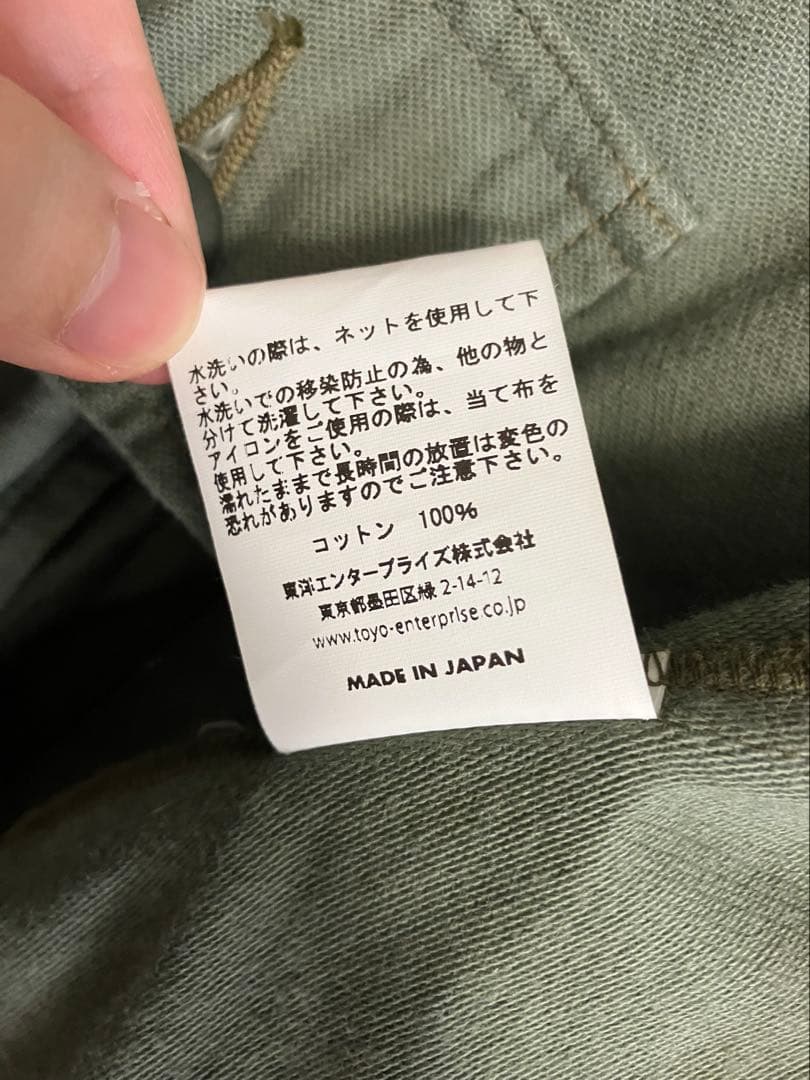 水洗いの際は、ネットを使用して下
さい。
水洗いでの移染防止の為、他の物と
分けて洗濯して下さい。
アイロンをご使用の際は、当て布を
使用して下さい。
濡れたままで長時間の放置は変色の
恐れがありますのでご注意下さい。
コットン 100%
東洋エンタープライズ株式会社
東京都墨田区緑 2-14-12
www.toyo-enterprise.co.jp
MADE IN JAPAN